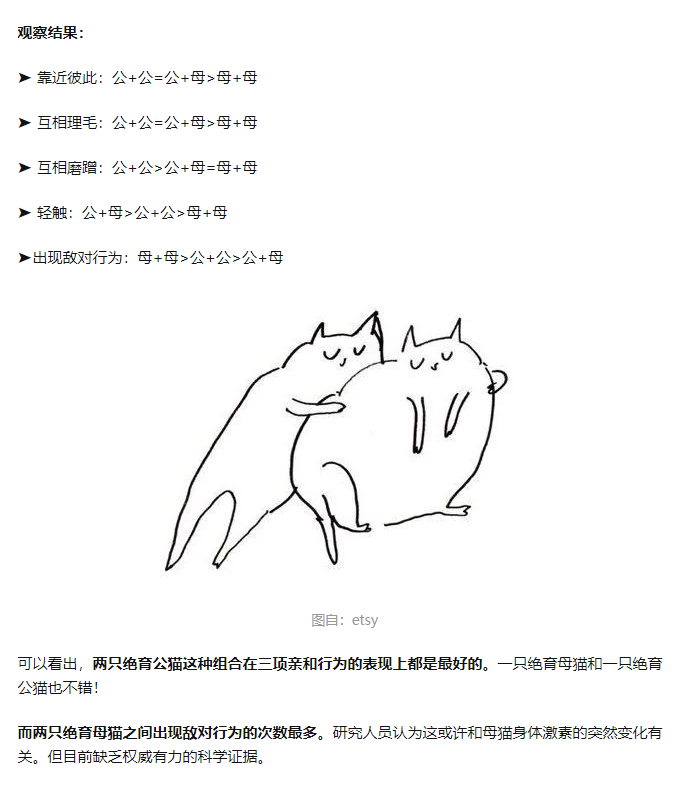 观察结果：
➤ 靠近彼此：公+公=公+母>母+母
➤ 互相理毛：公+公=公+母>母+母
➤ 互相磨蹭：公+公>公+母=母+母
➤ 轻触：公+母>公+公>母+母
➤出现敌对行为：母+母>公+公>公+母
图自：etsy
可以看出，两只绝育公猫这种组合在三项亲和行为的表现上都是最好的。一只绝育母猫和一只绝育
公猫也不错！
而两只绝育母猫之间出现敌对行为的次数最多。研究人员认为这或许和母猫身体激素的突然变化有
关。但目前缺乏权威有力的科学证据。